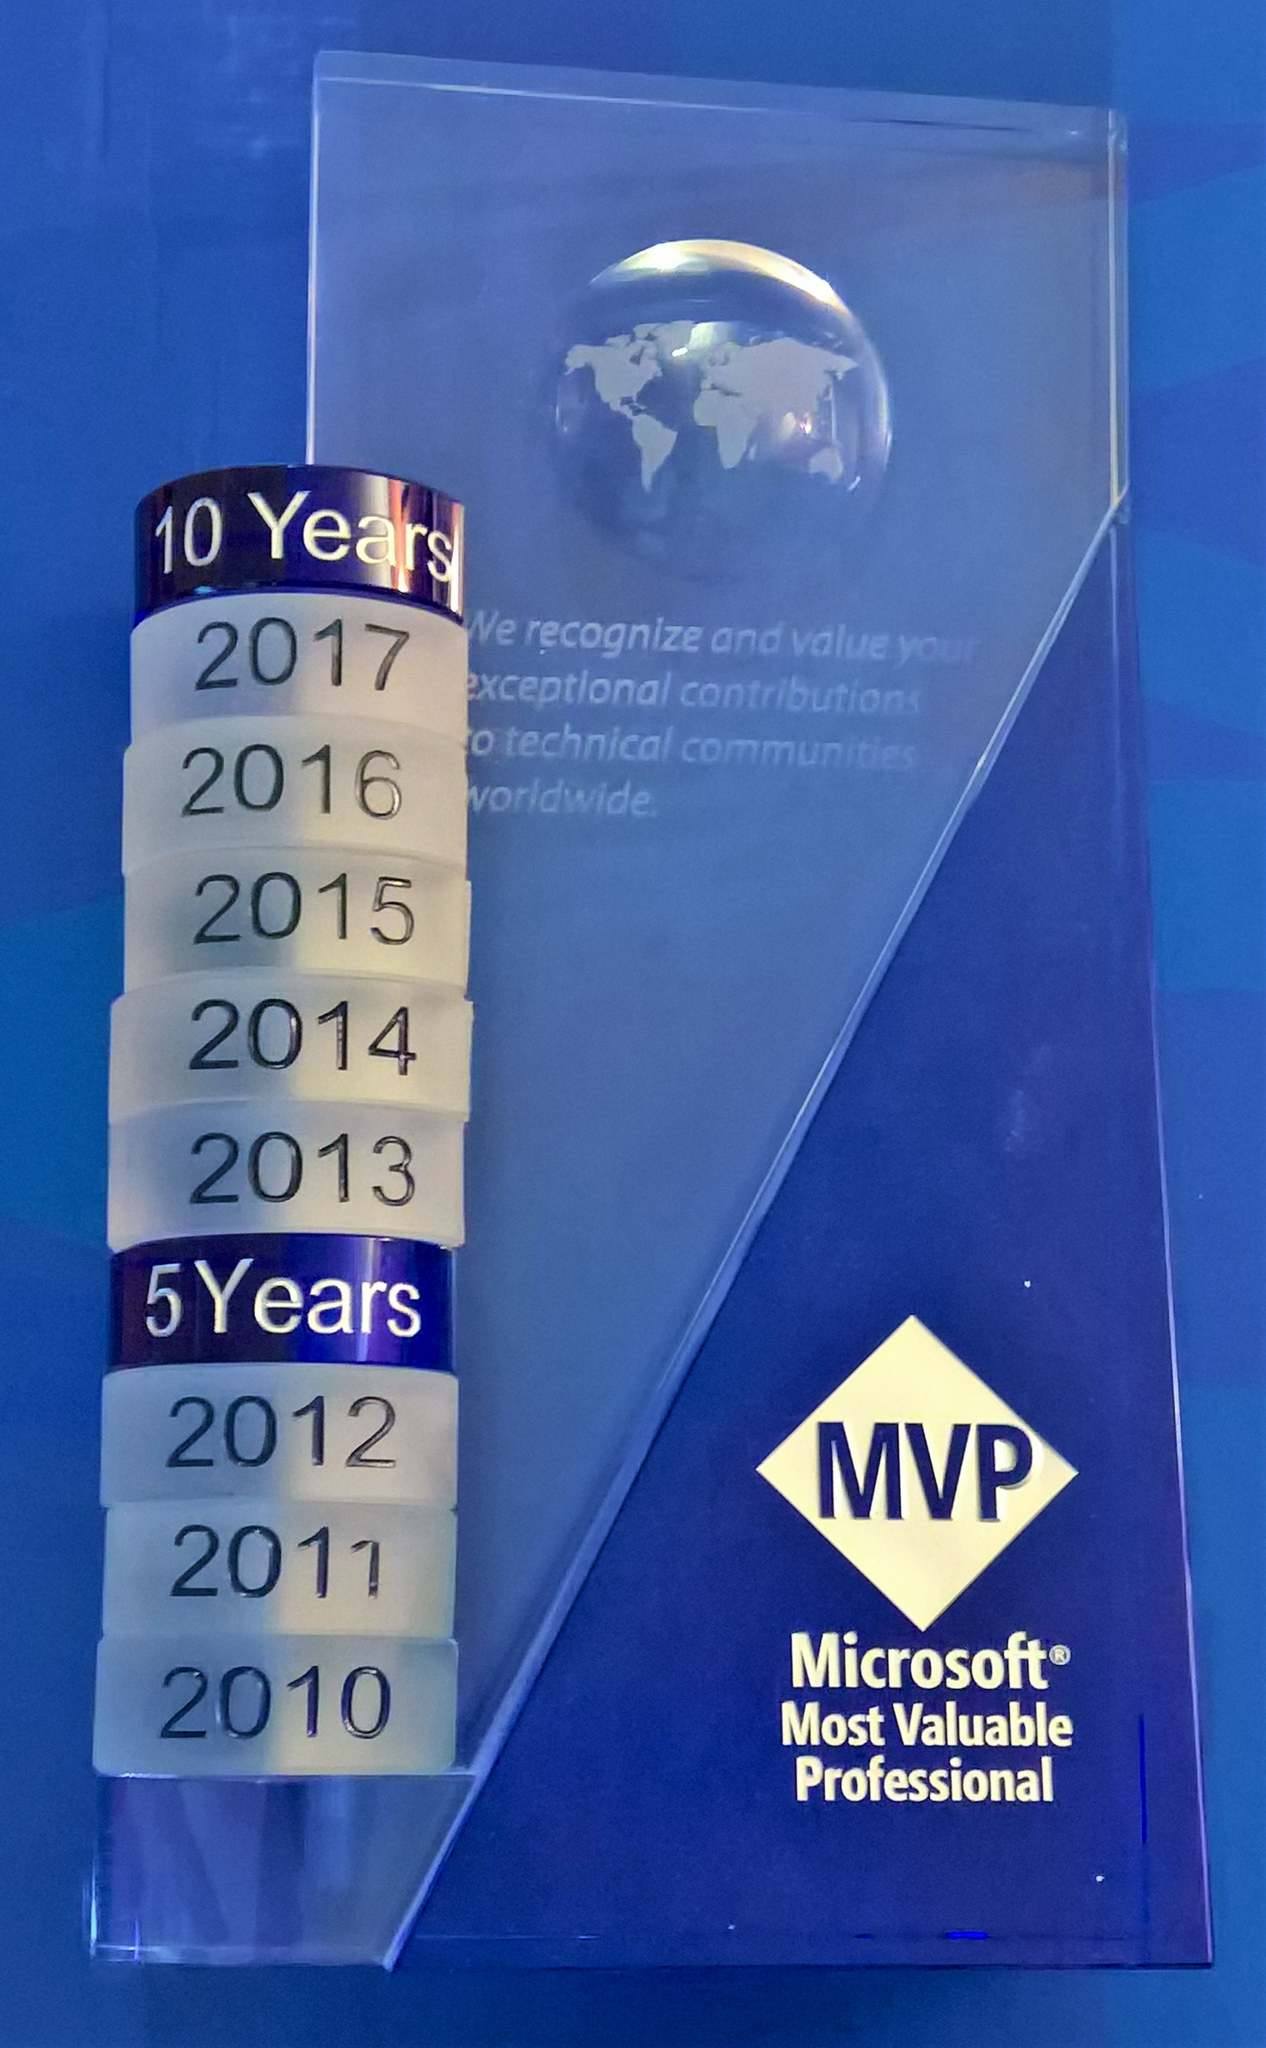 10 Years
2017
2016
2015
2014
2013
5 Years
2012
2011
2010
We recognize and value your
exceptional contributions
to technical communities
worldwide.
MVP
Microsoft®
Most Valuable
Professional